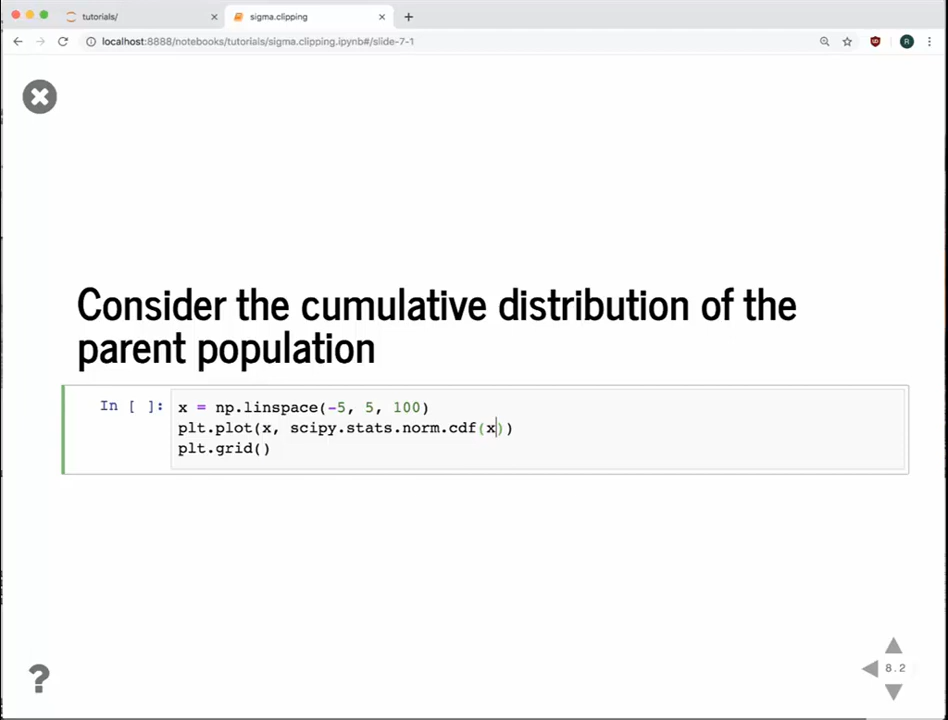 tutorials/
sigma.clipping
localhost:8888/notebooks/tutorials/sigma.clipping.ipynb#/slide-7-1
R
Consider the cumulative distribution of the
parent population
In [ ]: x = np.linspace(-5, 5, 100)
plt.plot(x, scipy.stats.norm.cdf(x))
plt.grid()
?
8.2